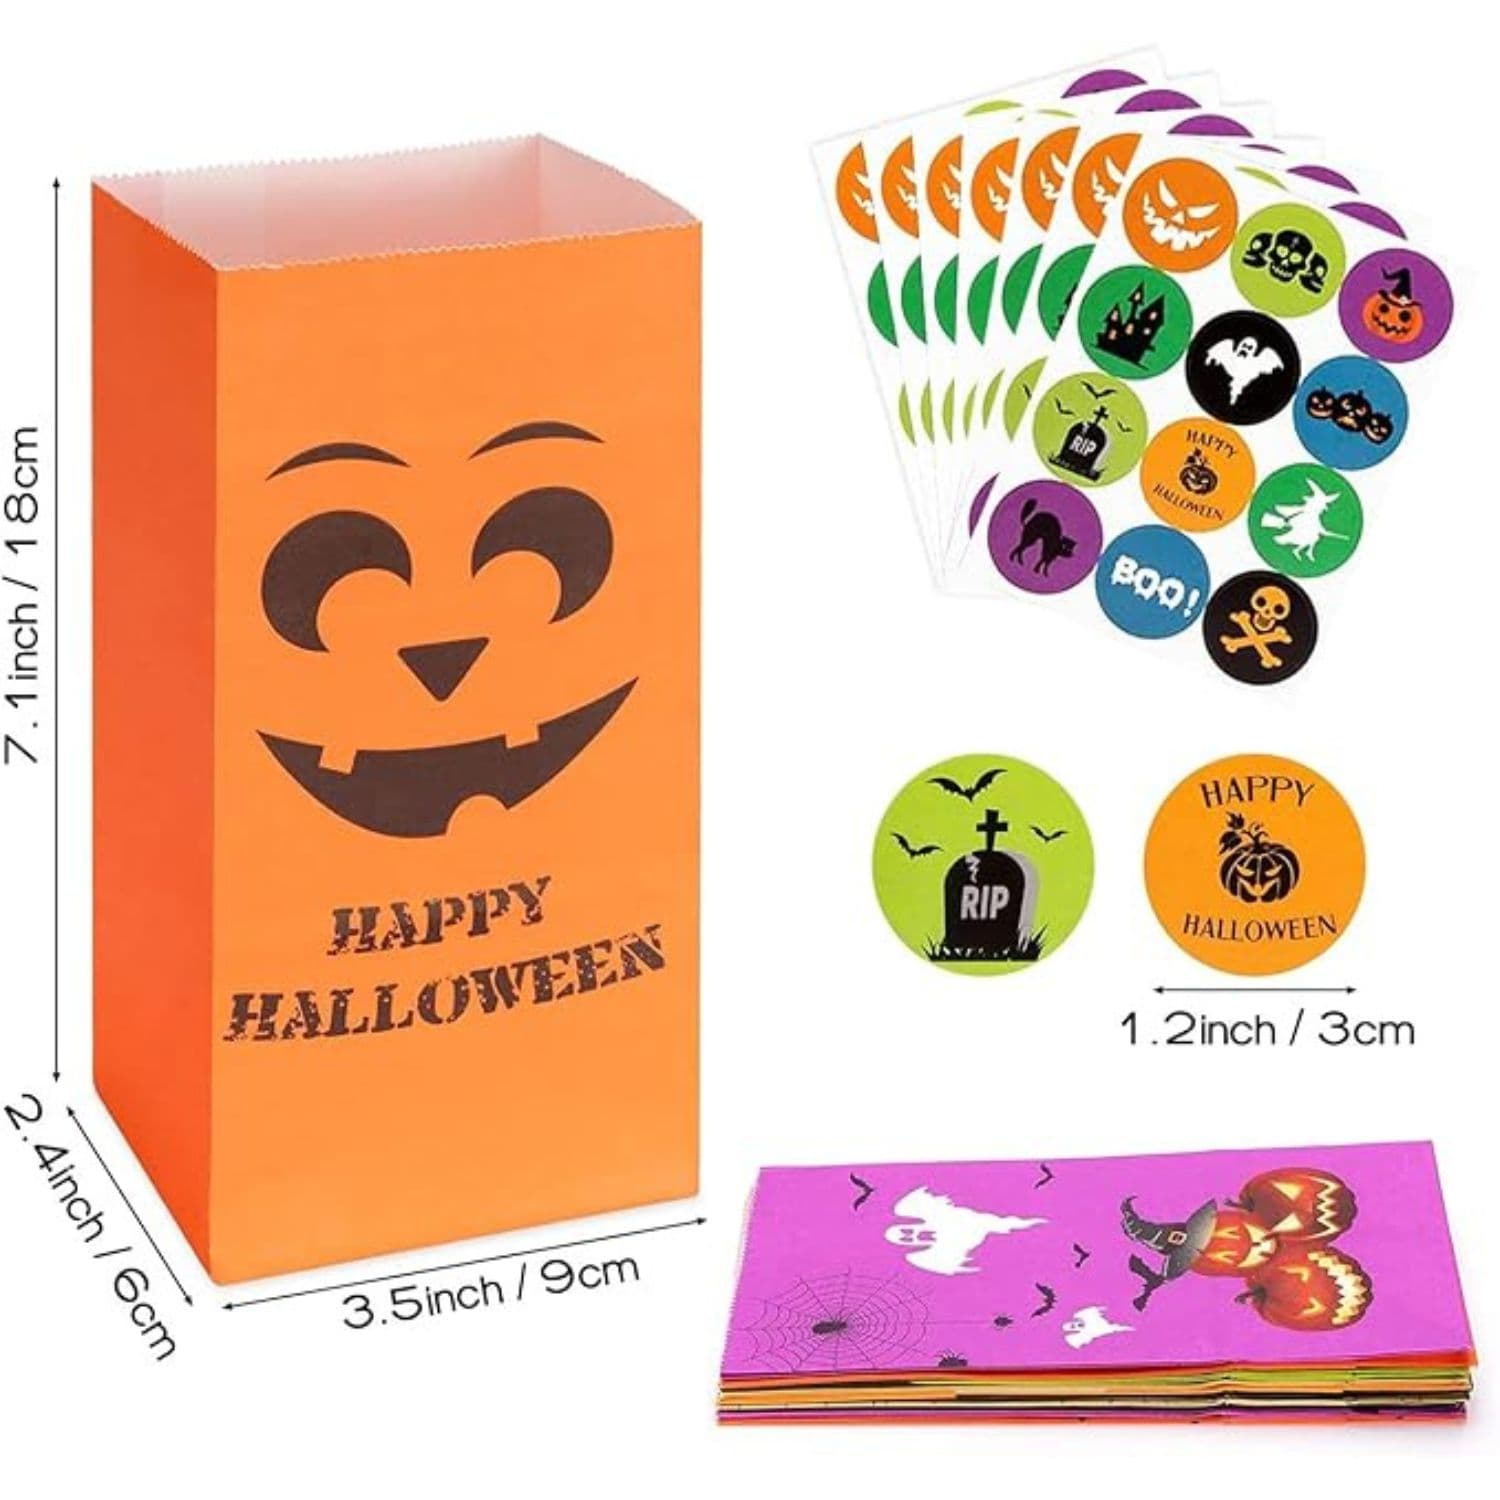 7.1inch / 18cm
HAPPY
HALLOWEEN
2.4inch / 6cm
3.5inch / 9cm
RIP
HAPPY
HALLOWEEN
BOO!
RIP
HAPPY
HALLOWEEN
1.2inch / 3cm